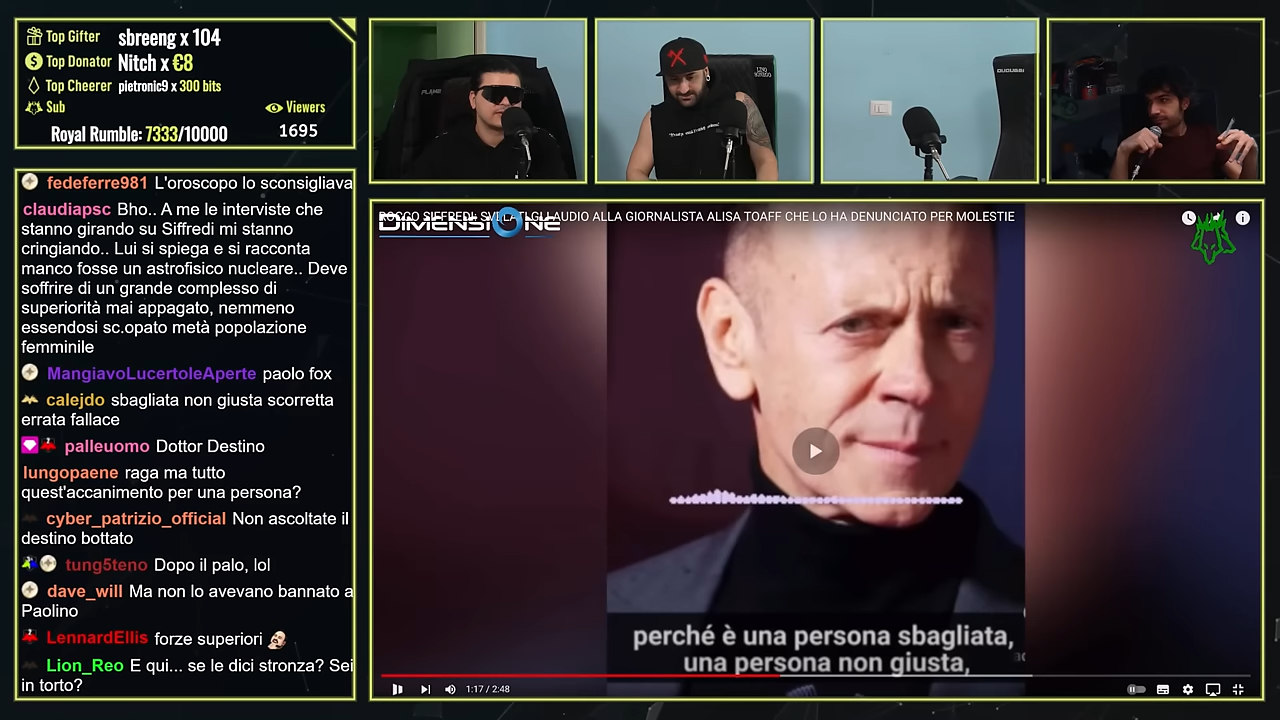 Top Gifter sbreeng x 104
Top Donator Nitch x €8
Top Cheerer pietronic9 x 300 bits
Sub Viewers
Royal Rumble: 7333/10000 1695
fedeferre981 L'oroscopo lo sconsigliava
claudiapsc Bho.. A me le interviste che
stanno girando su Siffredi mi stanno
cringiando.. Lui si spiega e si racconta
manco fosse un astrofisico nucleare.. Deve
soffrire di un grande complesso di
superiorità mai appagato, nemmeno
essendosi sc.opato metà popolazione
femminile
MangiavoLucertoleAperte paolo fox
calejdo sbagliata non giusta scorretta
errata fallace
palleuomo Dottor Destino
lungopaene raga ma tutto
quest'accanimento per una persona?
cyber_patrizio_official Non ascoltate il
destino bottato
tung5teno Dopo il palo, lol
dave_will Ma non lo avevano bannato a
Paolino
LennardEllis forze superiori
Lion_Reo E qui... se le dici stronza? Sei
in torto?
ROCCO SIFFREDI: SVELATI GLI AUDIO ALLA GIORNALISTA ALISA TOAFF CHE LO HA DENUNCIATO PER MOLESTIE
DIMENSIONE
perché è una persona sbagliata,
una persona non giusta,
1:17 / 2:48